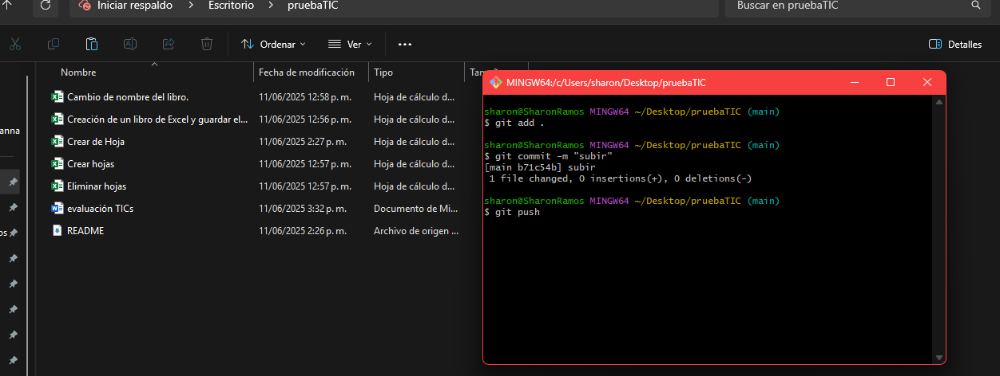 Iniciar respaldo > Escritorio > pruebaTIC
Buscar en pruebaTIC
Ordenar
Ver
Detalles
Nombre Fecha de modificación Tipo
Cambio de nombre del libro. 11/06/2025 12:58 p. m. Hoja de cálculo d...
Creación de un libro de Excel y guardar el... 11/06/2025 12:56 p. m. Hoja de cálculo d...
Crear de Hoja 11/06/2025 2:27 p. m. Hoja de cálculo d...
Crear hojas 11/06/2025 12:57 p. m. Hoja de cálculo d...
Eliminar hojas 11/06/2025 12:57 p. m. Hoja de cálculo d...
evaluación TICs 11/06/2025 3:32 p. m. Documento de Mi...
README 11/06/2025 2:26 p. m. Archivo de origen ...
anna
os
MINGW64:/c/Users/sharon/Desktop/pruebaTIC
sharon@SharonRamos MINGW64 ~/Desktop/pruebaTIC (main)
$ git add .
sharon@SharonRamos MINGW64 ~/Desktop/pruebaTIC (main)
$ git commit -m "subir"
[main b71c54b] subir
1 file changed, 0 insertions(+), 0 deletions(-)
sharon@SharonRamos MINGW64 ~/Desktop/pruebaTIC (main)
$ git push